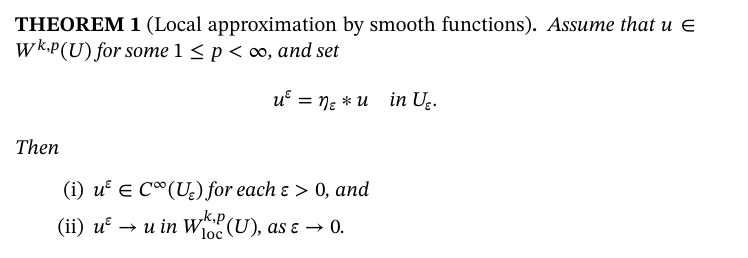 THEOREM 1 (Local approximation by smooth functions). Assume that u ∈
W^{k,p}(U) for some 1 ≤ p < ∞, and set
u^ε = η_ε * u in U_ε.
Then
(i) u^ε ∈ C^∞(U_ε) for each ε > 0, and
(ii) u^ε → u in W^{k,p}_{loc}(U), as ε → 0.